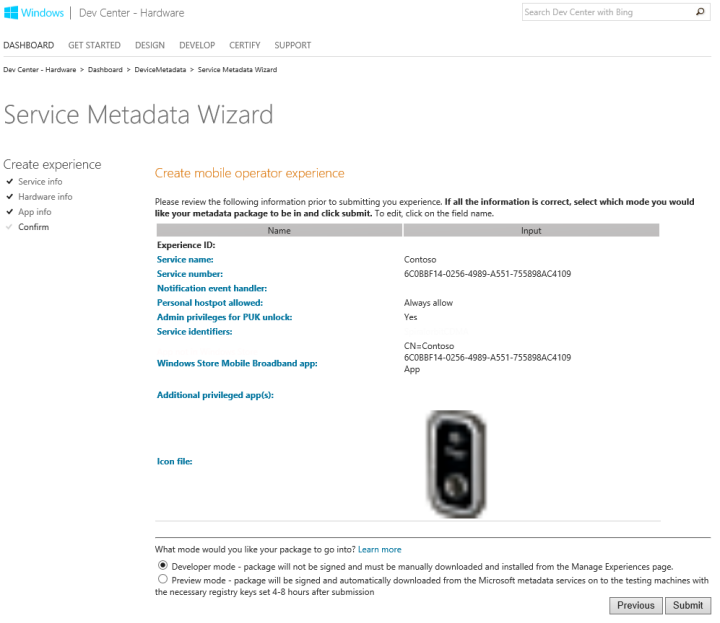 Windows | Dev Center - Hardware
Search Dev Center with Bing
DASHBOARD GET STARTED DESIGN DEVELOP CERTIFY SUPPORT
Dev Center - Hardware > Dashboard > DeviceMetadata > Service Metadata Wizard
Service Metadata Wizard
Create experience
Service info
Hardware info
App info
Confirm
Create mobile operator experience
Please review the following information prior to submitting you experience. If all the information is correct, select which mode you would
like your metadata package to be in and click submit. To edit, click on the field name.
Name Input
Experience ID:
Service name: Contoso
Service number: 6C0BBF14-0256-4989-A551-755898AC4109
Notification event handler:
Personal hostpot allowed: Always allow
Admin privileges for PUK unlock: Yes
Service identifiers:
CN=Contoso
6C0BBF14-0256-4989-A551-755898AC4109
Windows Store Mobile Broadband app:
App
Additional privileged app(s):
Icon file:
What mode would you like your package to go into? Learn more
Developer mode - package will not be signed and must be manually downloaded and installed from the Manage Experiences page.
Preview mode - package will be signed and automatically downloaded from the Microsoft metadata services on to the testing machines with
the necessary registry keys set 4-8 hours after submission
Previous Submit